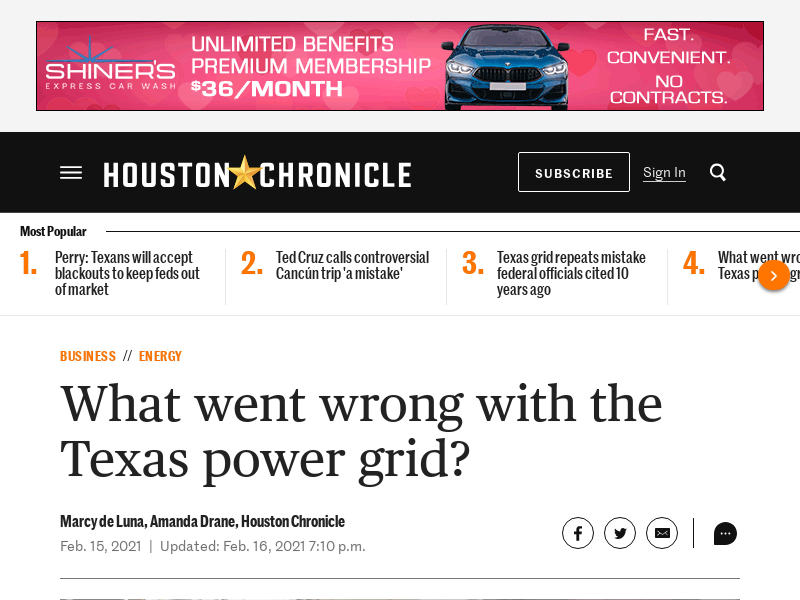 SHINER'S
EXPRESS CAR WASH
UNLIMITED BENEFITS
PREMIUM MEMBERSHIP
$36/MONTH
FAST.
CONVENIENT.
NO
CONTRACTS.
HOUSTON CHRONICLE
SUBSCRIBE
Sign In
Most Popular
1. Perry: Texans will accept
blackouts to keep feds out
of market
2. Ted Cruz calls controversial
Cancún trip 'a mistake'
3. Texas grid repeats mistake
federal officials cited 10
years ago
4. What went
Texas
BUSINESS // ENERGY
What went wrong with the
Texas power grid?
Marcy de Luna, Amanda Drane, Houston Chronicle
Feb. 15, 2021 | Updated: Feb. 16, 2021 7:10 p.m.